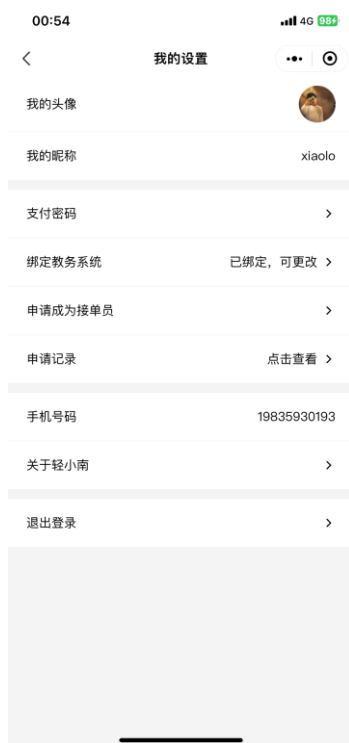 00:54 4G 98
我的设置
我的头像
我的昵称 xiaolo
支付密码
绑定教务系统 已绑定，可更改
申请成为接单员
申请记录 点击查看
手机号码 19835930193
关于轻小南
退出登录